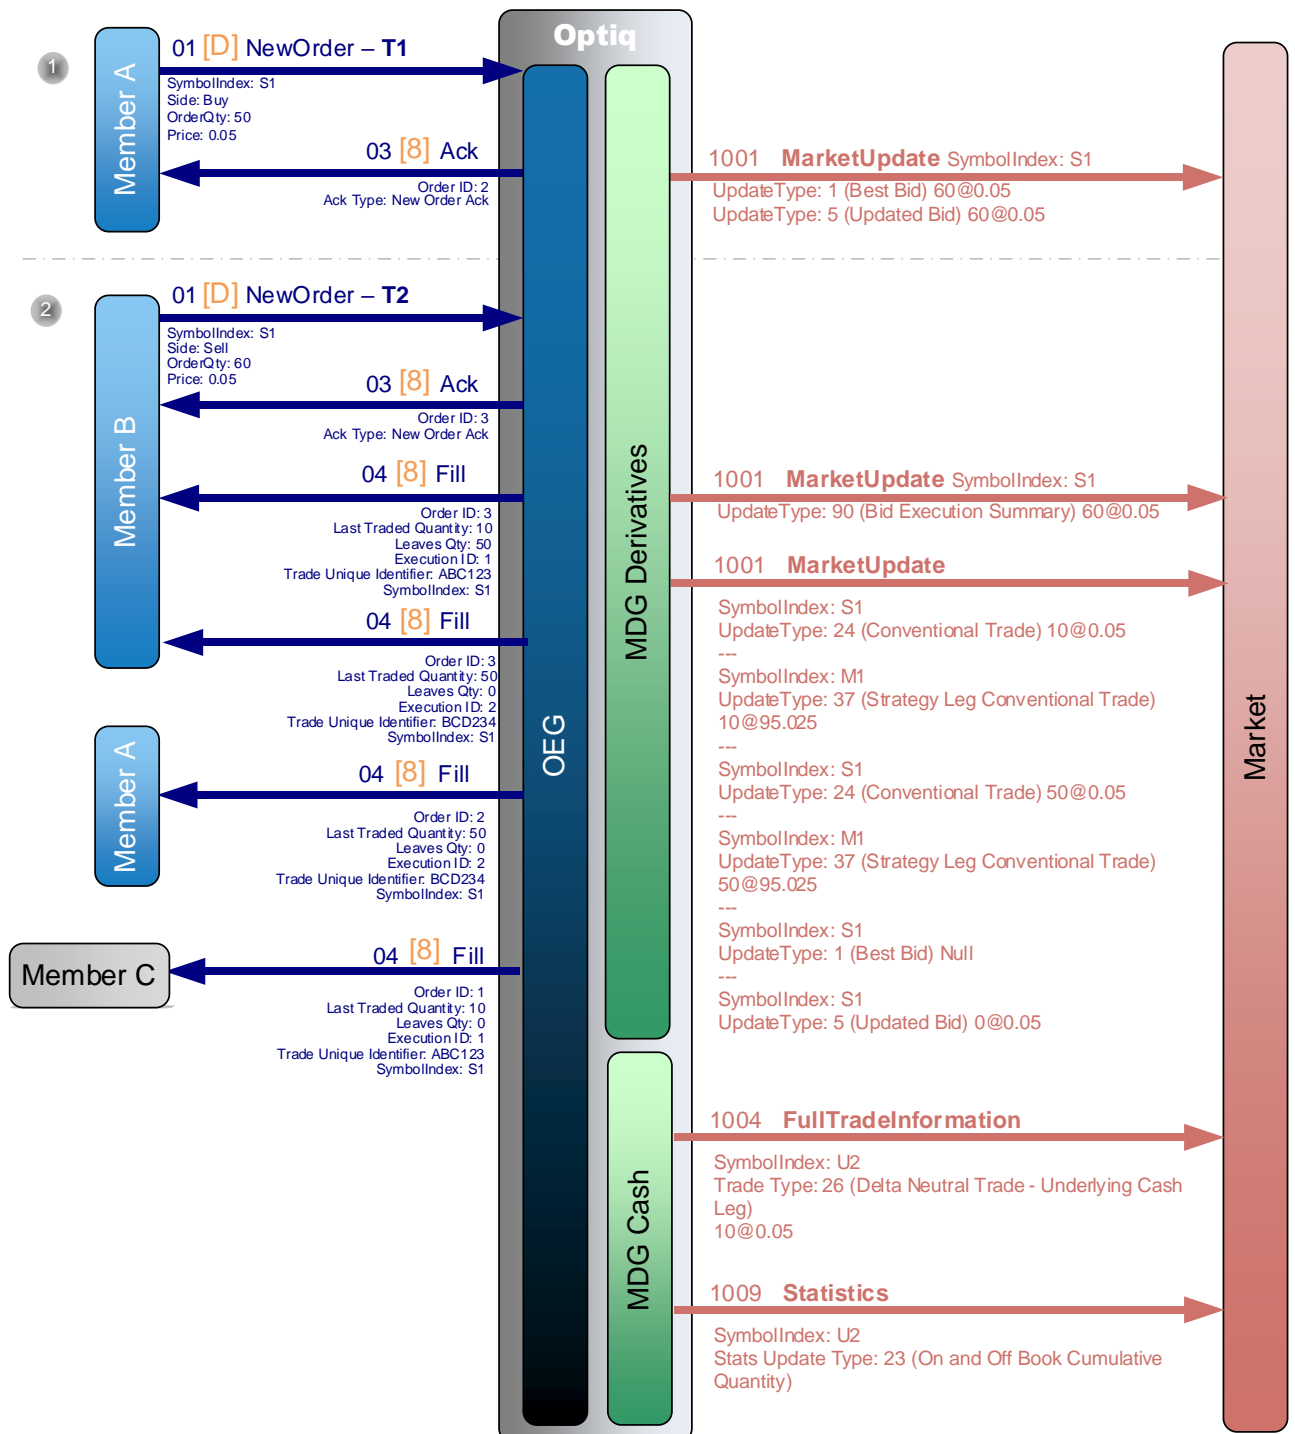 Optiq
1
Member A
01 [D] NewOrder – T1
SymbolIndex: S1
Side: Buy
OrderQty: 50
Price: 0.05
03 [8] Ack
Order ID: 2
Ack Type: New Order Ack
1001 MarketUpdate SymbolIndex: S1
UpdateType: 1 (Best Bid) 60@0.05
UpdateType: 5 (Updated Bid) 60@0.05
2
Member B
01 [D] NewOrder – T2
SymbolIndex: S1
Side: Sell
OrderQty: 60
Price: 0.05
03 [8] Ack
Order ID: 3
Ack Type: New Order Ack
04 [8] Fill
Order ID: 3
Last Traded Quantity: 10
Leaves Qty: 50
Execution ID: 1
Trade Unique Identifier: ABC123
SymbolIndex: S1
04 [8] Fill
Order ID: 3
Last Traded Quantity: 50
Leaves Qty: 0
Execution ID: 2
Trade Unique Identifier: BCD234
SymbolIndex: S1
Member A
04 [8] Fill
Order ID: 2
Last Traded Quantity: 50
Leaves Qty: 0
Execution ID: 2
Trade Unique Identifier: BCD234
SymbolIndex: S1
Member C
04 [8] Fill
Order ID: 1
Last Traded Quantity: 10
Leaves Qty: 0
Execution ID: 1
Trade Unique Identifier: ABC123
SymbolIndex: S1
OEG
MDG Derivatives
MDG Cash
1001 MarketUpdate SymbolIndex: S1
UpdateType: 90 (Bid Execution Summary) 60@0.05
1001 MarketUpdate
SymbolIndex: S1
UpdateType: 24 (Conventional Trade) 10@0.05
---
SymbolIndex: M1
UpdateType: 37 (Strategy Leg Conventional Trade)
10@95.025
---
SymbolIndex: S1
UpdateType: 24 (Conventional Trade) 50@0.05
---
SymbolIndex: M1
UpdateType: 37 (Strategy Leg Conventional Trade)
50@95.025
---
SymbolIndex: S1
UpdateType: 1 (Best Bid) Null
---
SymbolIndex: S1
UpdateType: 5 (Updated Bid) 0@0.05
1004 FullTradeInformation
SymbolIndex: U2
Trade Type: 26 (Delta Neutral Trade - Underlying Cash
Leg)
10@0.05
1009 Statistics
SymbolIndex: U2
Stats Update Type: 23 (On and Off Book Cumulative
Quantity)
Market